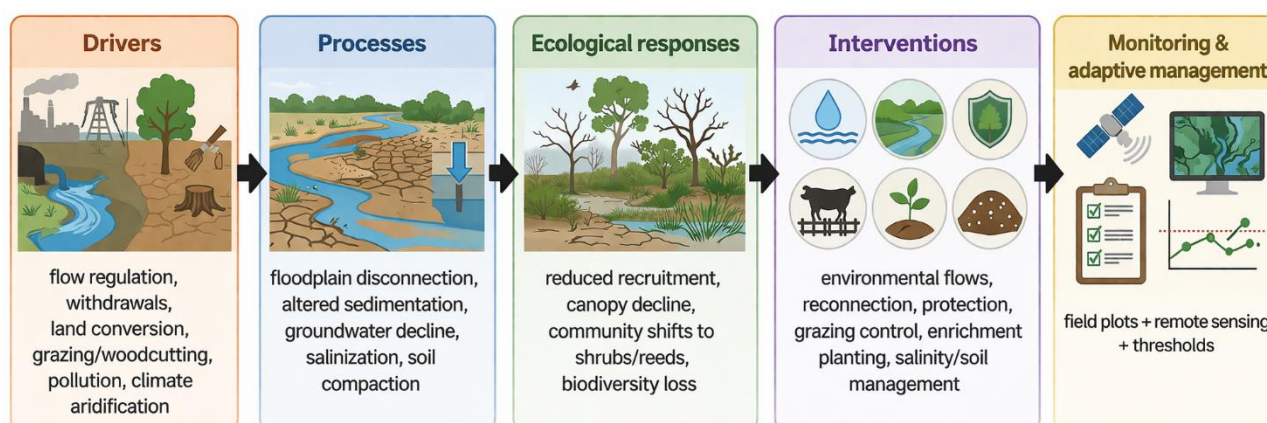 Drivers
flow regulation,
withdrawals,
land conversion,
grazing/woodcutting,
pollution, climate
aridification
Processes
floodplain disconnection,
altered sedimentation,
groundwater decline,
salinization, soil
compaction
Ecological responses
reduced recruitment,
canopy decline,
community shifts to
shrubs/reeds,
biodiversity loss
Interventions
environmental flows,
reconnection, protection,
grazing control, enrichment
planting, salinity/soil
management
Monitoring &
adaptive management
field plots + remote sensing
+ thresholds